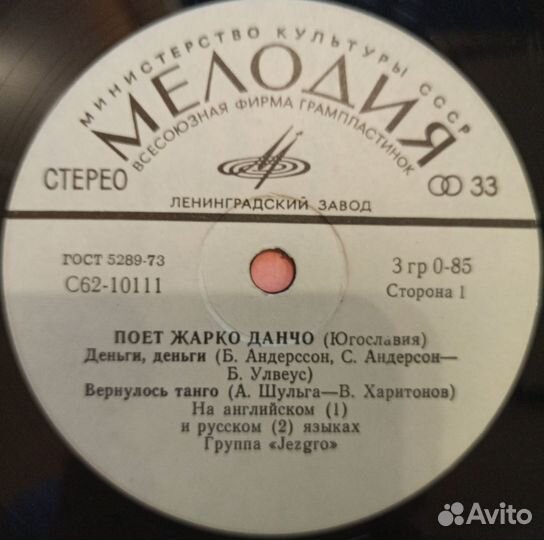 МИНИСТЕРСТВО КУЛЬТУРЫ СССР
МЕЛОДИЯ
ВСЕСОЮЗНАЯ ФИРМА ГРАМПЛАСТИНОК
СТЕРЕО
33
ЛЕНИНГРАДСКИЙ ЗАВОД
ГОСТ 5289-73
3 гр 0-85
С62-10111
Сторона 1
ПОЕТ ЖАРКО ДАНЧО (Югославия)
Деньги, деньги (Б. Андерссон, С. Андерсон—
Б. Улвеус)
Вернулось танго (А. Шульга—В. Харитонов)
На английском (1)
и русском (2) языках
Группа «Jezgro»
Avito